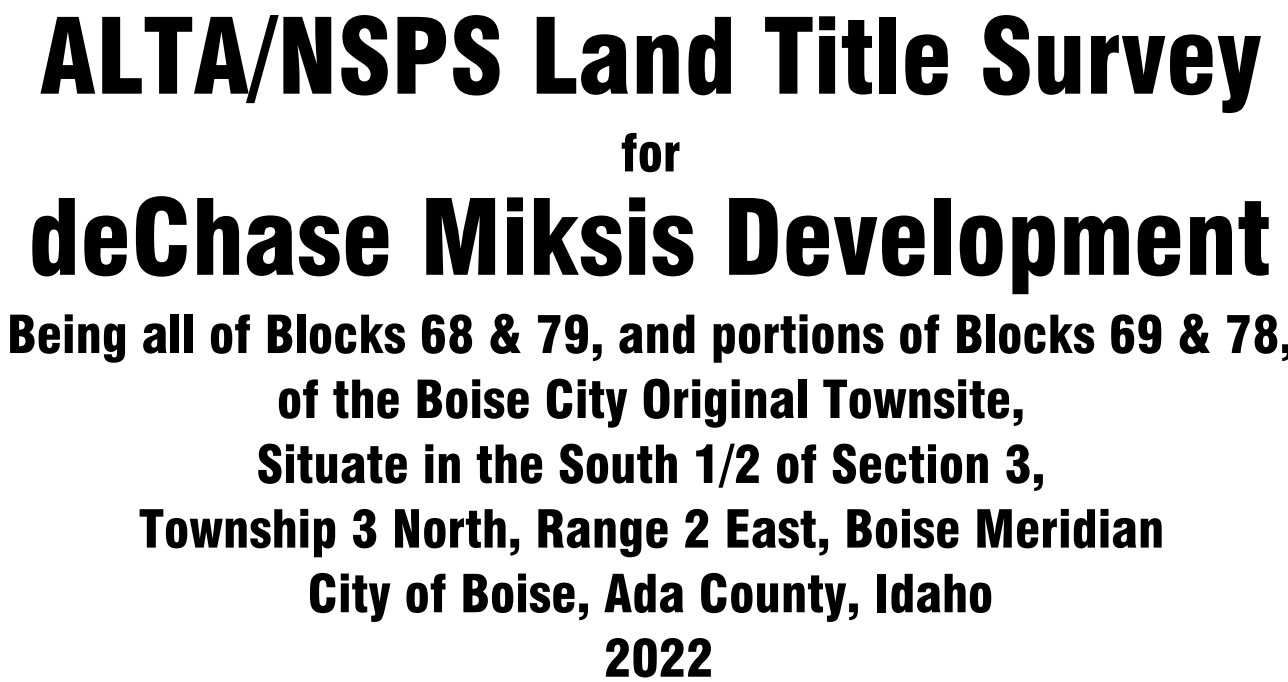 ALTA/NSPS Land Title Survey
for
deChase Miksis Development
Being all of Blocks 68 & 79, and portions of Blocks 69 & 78,
of the Boise City Original Townsite,
Situate in the South 1/2 of Section 3,
Township 3 North, Range 2 East, Boise Meridian
City of Boise, Ada County, Idaho
2022